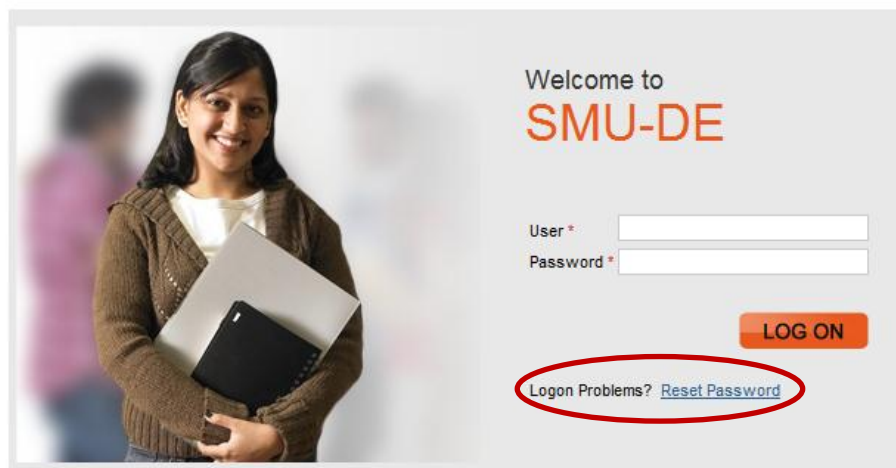 Welcome to
SMU-DE
User *
Password *
LOG ON
Logon Problems? Reset Password